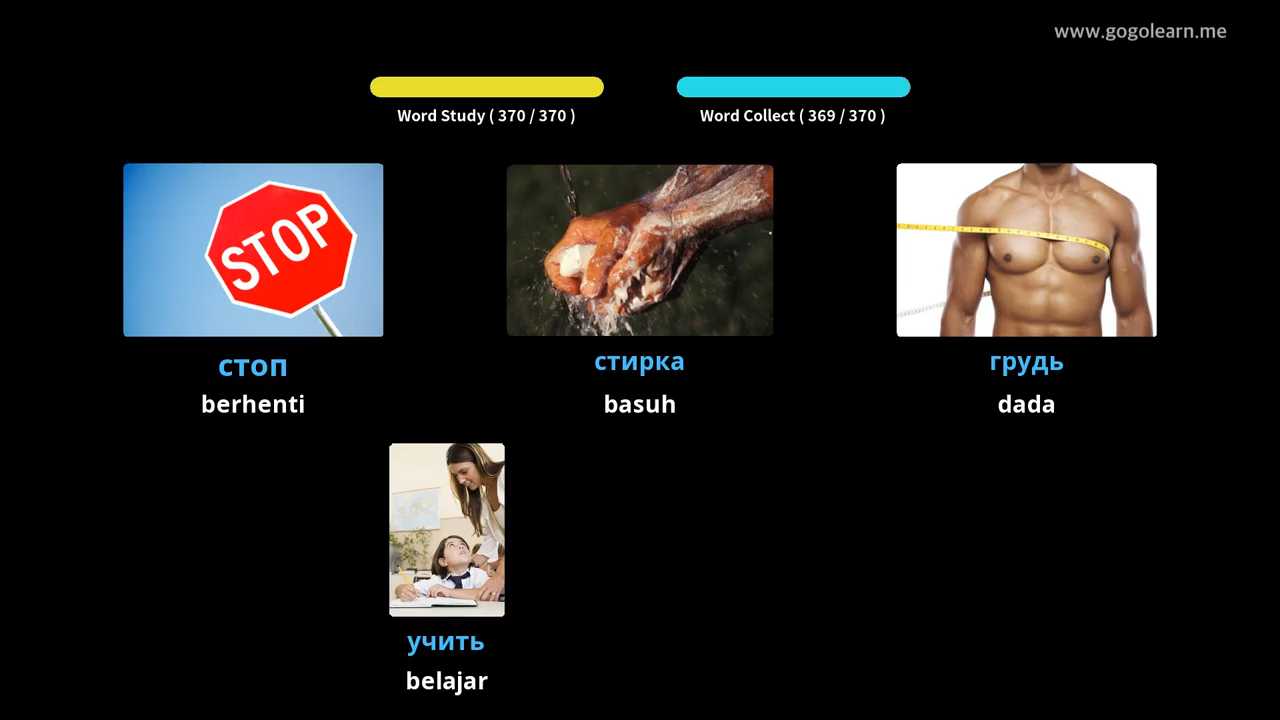 www.gogolearn.me
Word Study ( 370 / 370 )
Word Collect ( 369 / 370 )
STOP
стоп
berhenti
стирка
basuh
грудь
dada
учить
belajar